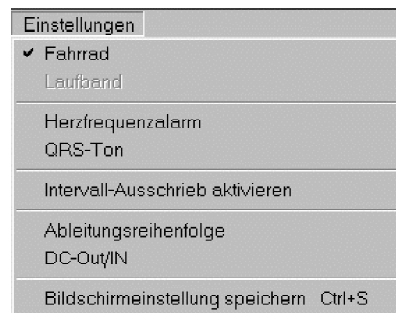 Einstellungen
Fahrrad
Laufband
Herzfrequenzalarm
QRS-Ton
Intervall-Ausschrieb aktivieren
Ableitungsreihenfolge
DC-Out/IN
Bildschirmeinstellung speichern Ctrl+S